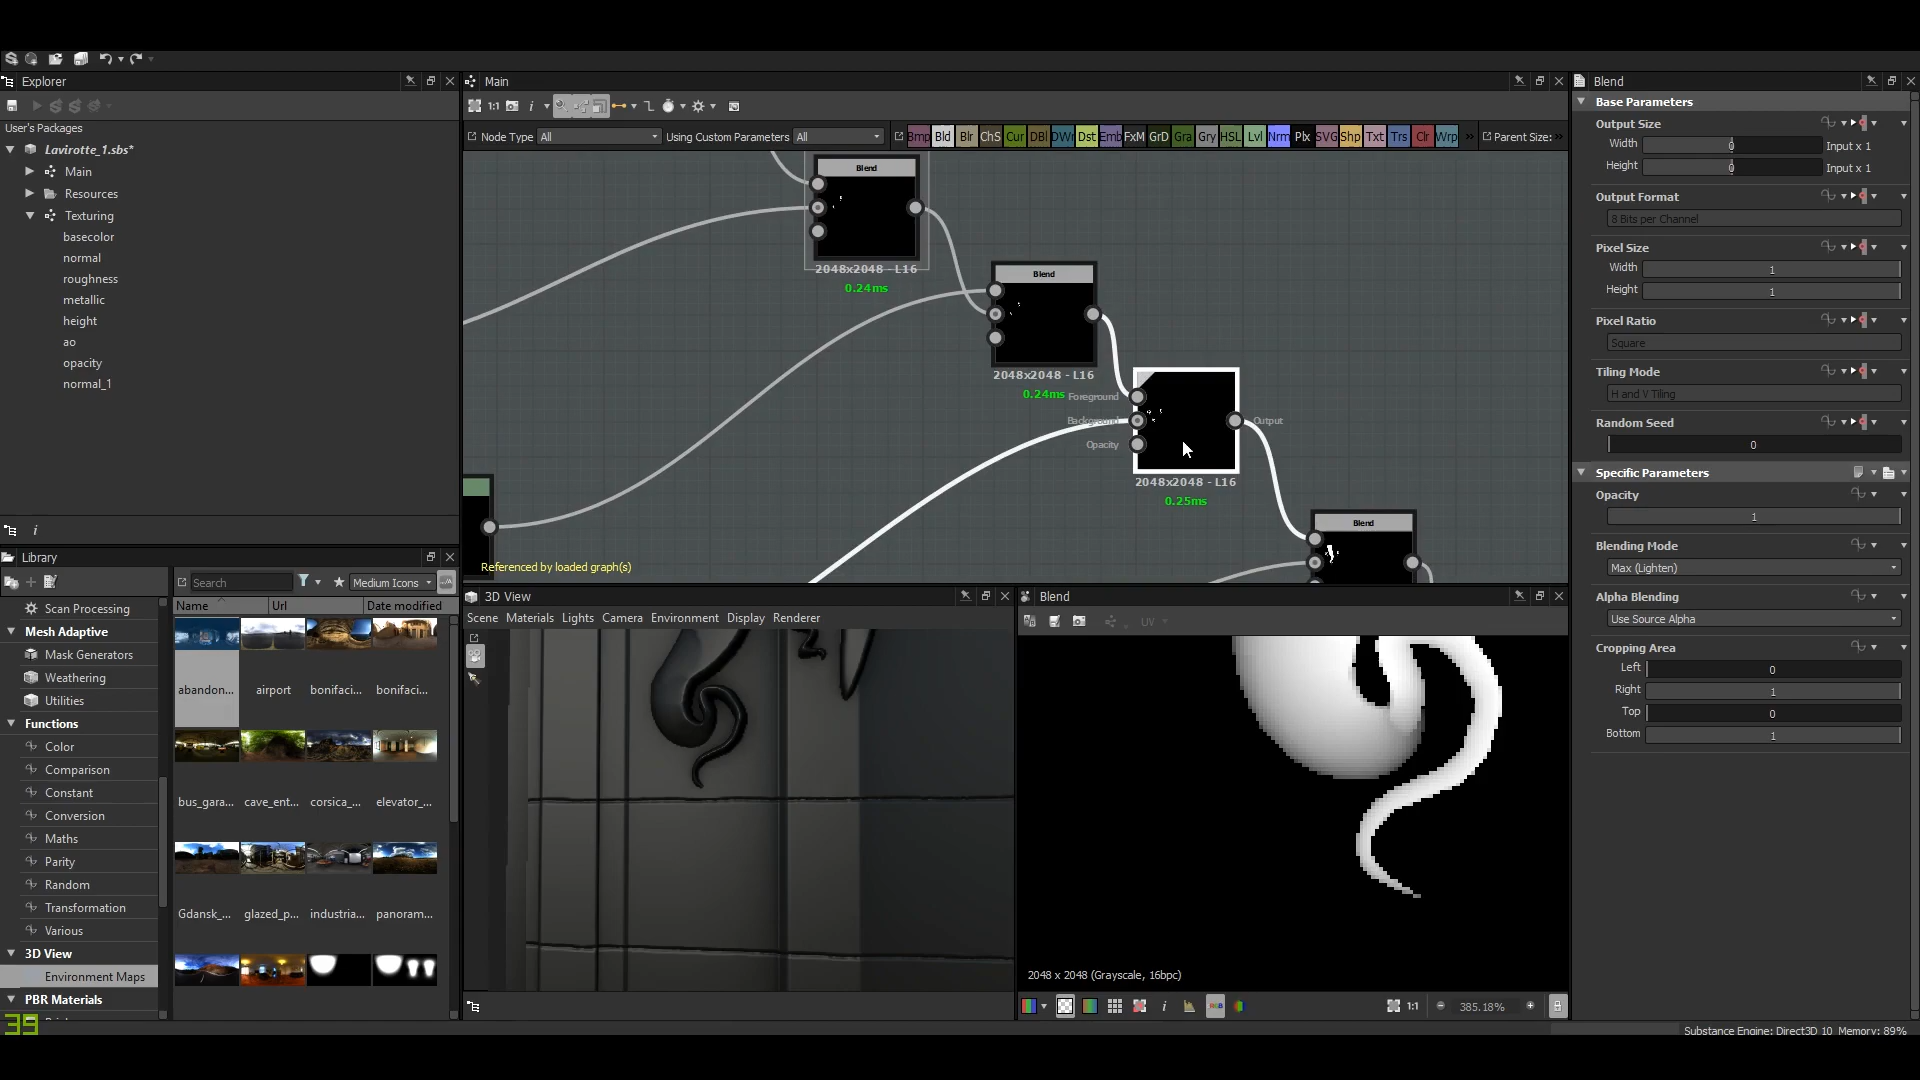 Explorer
User's Packages
Lavirotte_1.sbs*
Main
Resources
Texturing
basecolor
normal
roughness
metallic
height
ao
opacity
normal_1
Library
Search
Medium Icons
Name
Url
Date modified
Scan Processing
Mesh Adaptive
Mask Generators
Weathering
Utilities
Functions
Color
Comparison
Constant
Conversion
Maths
Parity
Random
Transformation
Various
3D View
Environment Maps
PBR Materials
abandon...
airport
bonifaci...
bonifaci...
bus_gara...
cave_ent...
corsica_...
elevator_...
Gdansk_...
glazed_p...
industria...
panoram...
39
Main
1:1
Node Type
All
Using Custom Parameters
All
Bmp
Bld
Blr
ChS
Cur
DBl
DWr
Dst
Emb
FxM
GrD
Gra
Gry
HSL
Lvl
Nrm
Plx
SVG
Shp
Txt
Trs
Clr
Wrp
Parent Size:
Blend
2048x2048 - L16
0.24ms
Blend
2048x2048 - L16
0.24ms
Foreground
Background
Opacity
Output
2048x2048 - L16
0.25ms
Blend
Referenced by loaded graph(s)
3D View
Scene
Materials
Lights
Camera
Environment
Display
Renderer
Blend
UV
2048 x 2048 (Grayscale, 16bpc)
1:1
385.18%
Blend
Base Parameters
Output Size
Width
0
Input x 1
Height
0
Input x 1
Output Format
8 Bits per Channel
Pixel Size
Width
1
Height
1
Pixel Ratio
Square
Tiling Mode
H and V Tiling
Random Seed
0
Specific Parameters
Opacity
1
Blending Mode
Max (Lighten)
Alpha Blending
Use Source Alpha
Cropping Area
Left
0
Right
1
Top
0
Bottom
1
Substance Engine: Direct3D 10 Memory: 89%